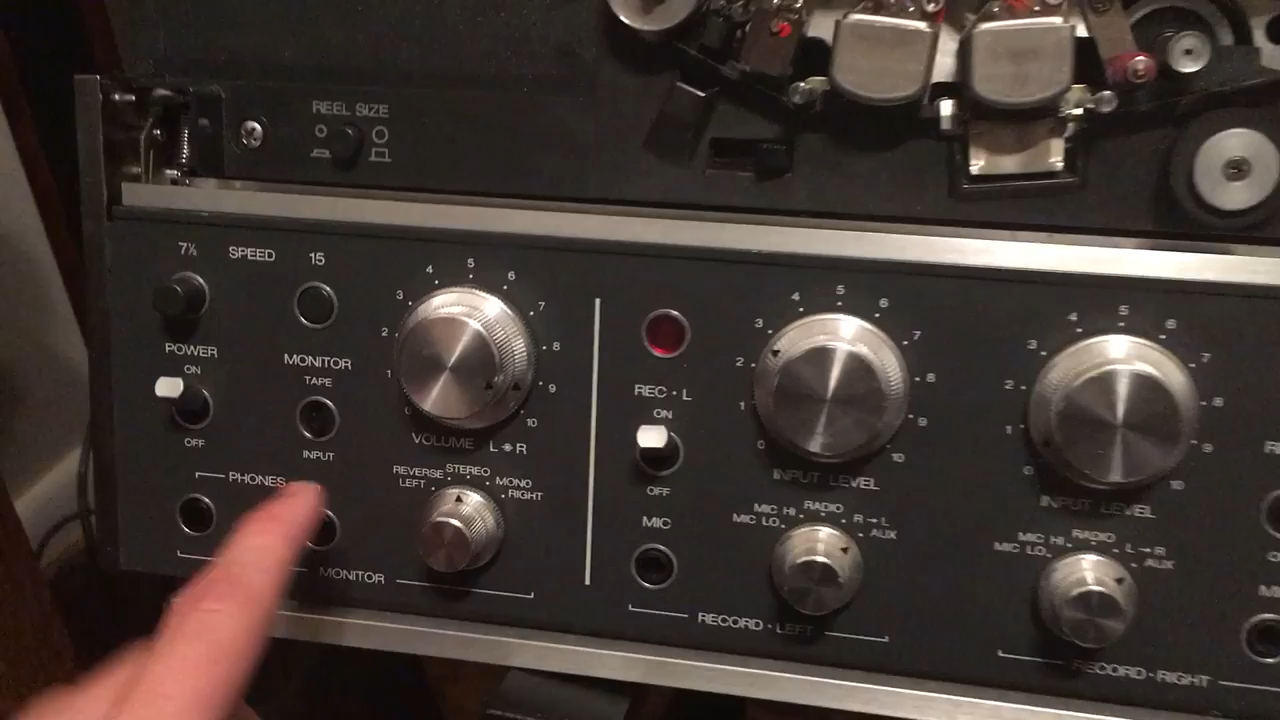 REEL SIZE
7½ SPEED 15
POWER
ON
OFF
MONITOR
TAPE
INPUT
PHONES
MONITOR
0 1 2 3 4 5 6 7 8 9 10
VOLUME L R
REVERSE STEREO MONO
LEFT RIGHT
REC · L
ON
OFF
MIC
0 1 2 3 4 5 6 7 8 9 10
INPUT LEVEL
MIC HI RADIO R→L
MIC LO AUX
RECORD · LEFT
0 1 2 3 4 5 6 7 8 9 10
INPUT LEVEL
MIC HI RADIO L→R
MIC LO AUX
RECORD · RIGHT